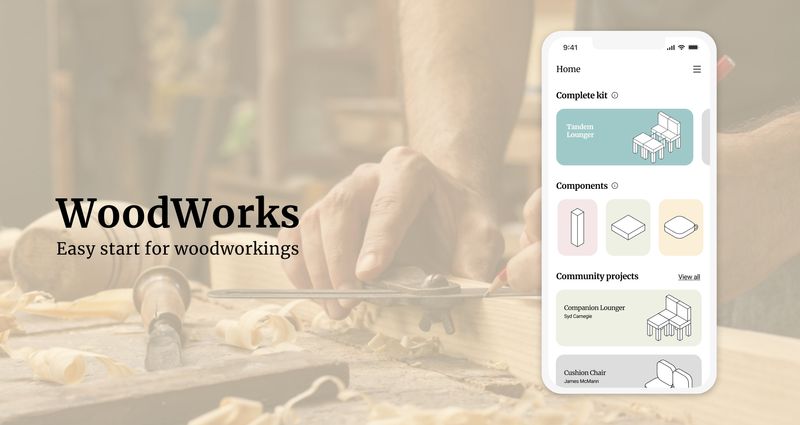 WoodWorks
Easy start for woodworkings
9:41
Home
Complete kit
Tandem
Lounger
Components
Community projects View all
Companion Lounger
Syd Carnegie
Cushion Chair
James McMann